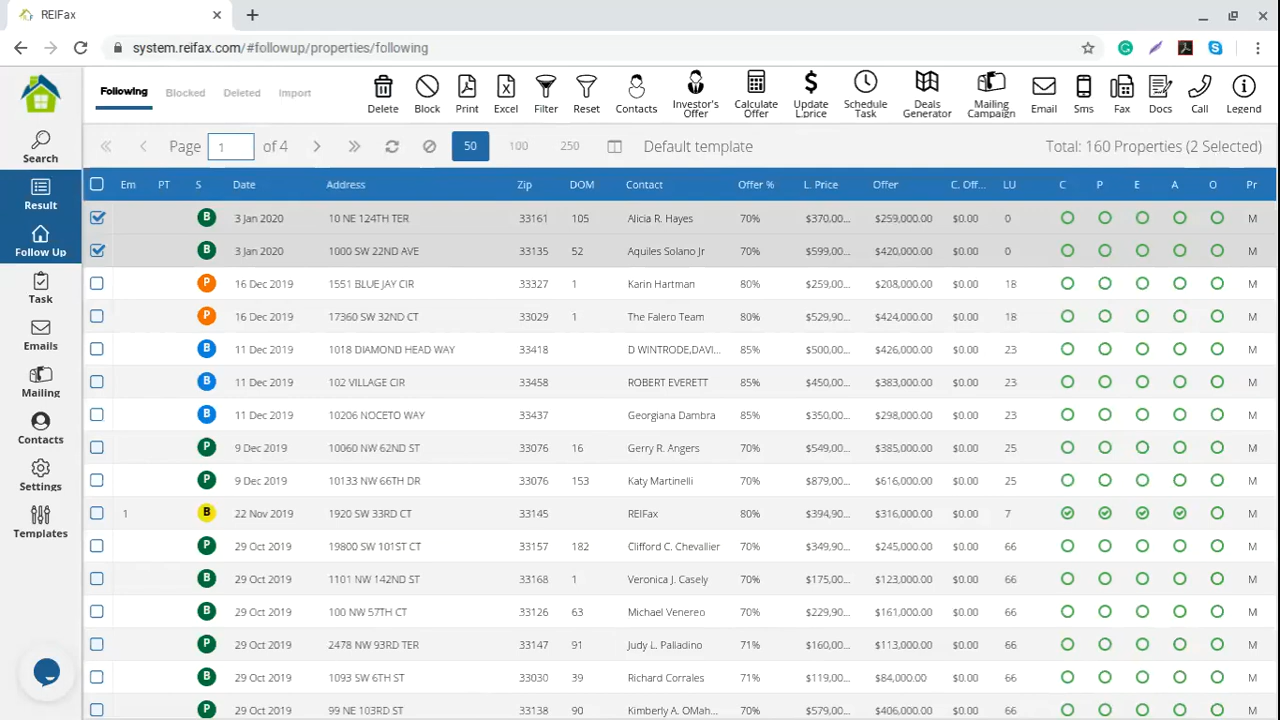 REIFax
system.reifax.com/#followup/properties/following
Following Blocked Deleted Import Delete Block Print Excel Filter Reset Contacts Investor's Offer Calculate Offer Update L.price Schedule Task Deals Generator Mailing Campaign Email Sms Fax Docs Call Legend
Search
Result
Follow Up
Task
Emails
Mailing
Contacts
Settings
Templates
Page 1 of 4 50 100 250 Default template Total: 160 Properties (2 Selected)
Em PT S Date Address Zip DOM Contact Offer % L. Price Offer C. Off... LU C P E A O Pr
B 3 Jan 2020 10 NE 124TH TER 33161 105 Alicia R. Hayes 70% $370,00... $259,000.00 $0.00 0 M
B 3 Jan 2020 1000 SW 22ND AVE 33135 52 Aquiles Solano Jr 70% $599,00... $420,000.00 $0.00 0 M
P 16 Dec 2019 1551 BLUE JAY CIR 33327 1 Karin Hartman 80% $259,00... $208,000.00 $0.00 18 M
P 16 Dec 2019 17360 SW 32ND CT 33029 1 The Falero Team 80% $529,90... $424,000.00 $0.00 18 M
B 11 Dec 2019 1018 DIAMOND HEAD WAY 33418 D WINTRODE,DAVI... 85% $500,00... $426,000.00 $0.00 23 M
B 11 Dec 2019 102 VILLAGE CIR 33458 ROBERT EVERETT 85% $450,00... $383,000.00 $0.00 23 M
B 11 Dec 2019 10206 NOCETO WAY 33437 Georgiana Dambra 85% $350,00... $298,000.00 $0.00 23 M
P 9 Dec 2019 10060 NW 62ND ST 33076 16 Gerry R. Angers 70% $549,00... $385,000.00 $0.00 25 M
P 9 Dec 2019 10133 NW 66TH DR 33076 153 Katy Martinelli 70% $879,00... $616,000.00 $0.00 25 M
1 B 22 Nov 2019 1920 SW 33RD CT 33145 REIFax 80% $394,90... $316,000.00 $0.00 7 M
P 29 Oct 2019 19800 SW 101ST CT 33157 182 Clifford C. Chevallier 70% $349,90... $245,000.00 $0.00 66 M
B 29 Oct 2019 1101 NW 142ND ST 33168 1 Veronica J. Casely 70% $175,00... $123,000.00 $0.00 66 M
B 29 Oct 2019 100 NW 57TH CT 33126 63 Michael Venereo 70% $229,90... $161,000.00 $0.00 66 M
P 29 Oct 2019 2478 NW 93RD TER 33147 91 Judy L. Palladino 71% $160,00... $113,000.00 $0.00 66 M
B 29 Oct 2019 1093 SW 6TH ST 33030 39 Richard Corrales 71% $119,00... $84,000.00 $0.00 66 M
P 29 Oct 2019 99 NE 103RD ST 33138 90 Kimberly A. OMah... 70% $579,00... $406,000.00 $0.00 66 M